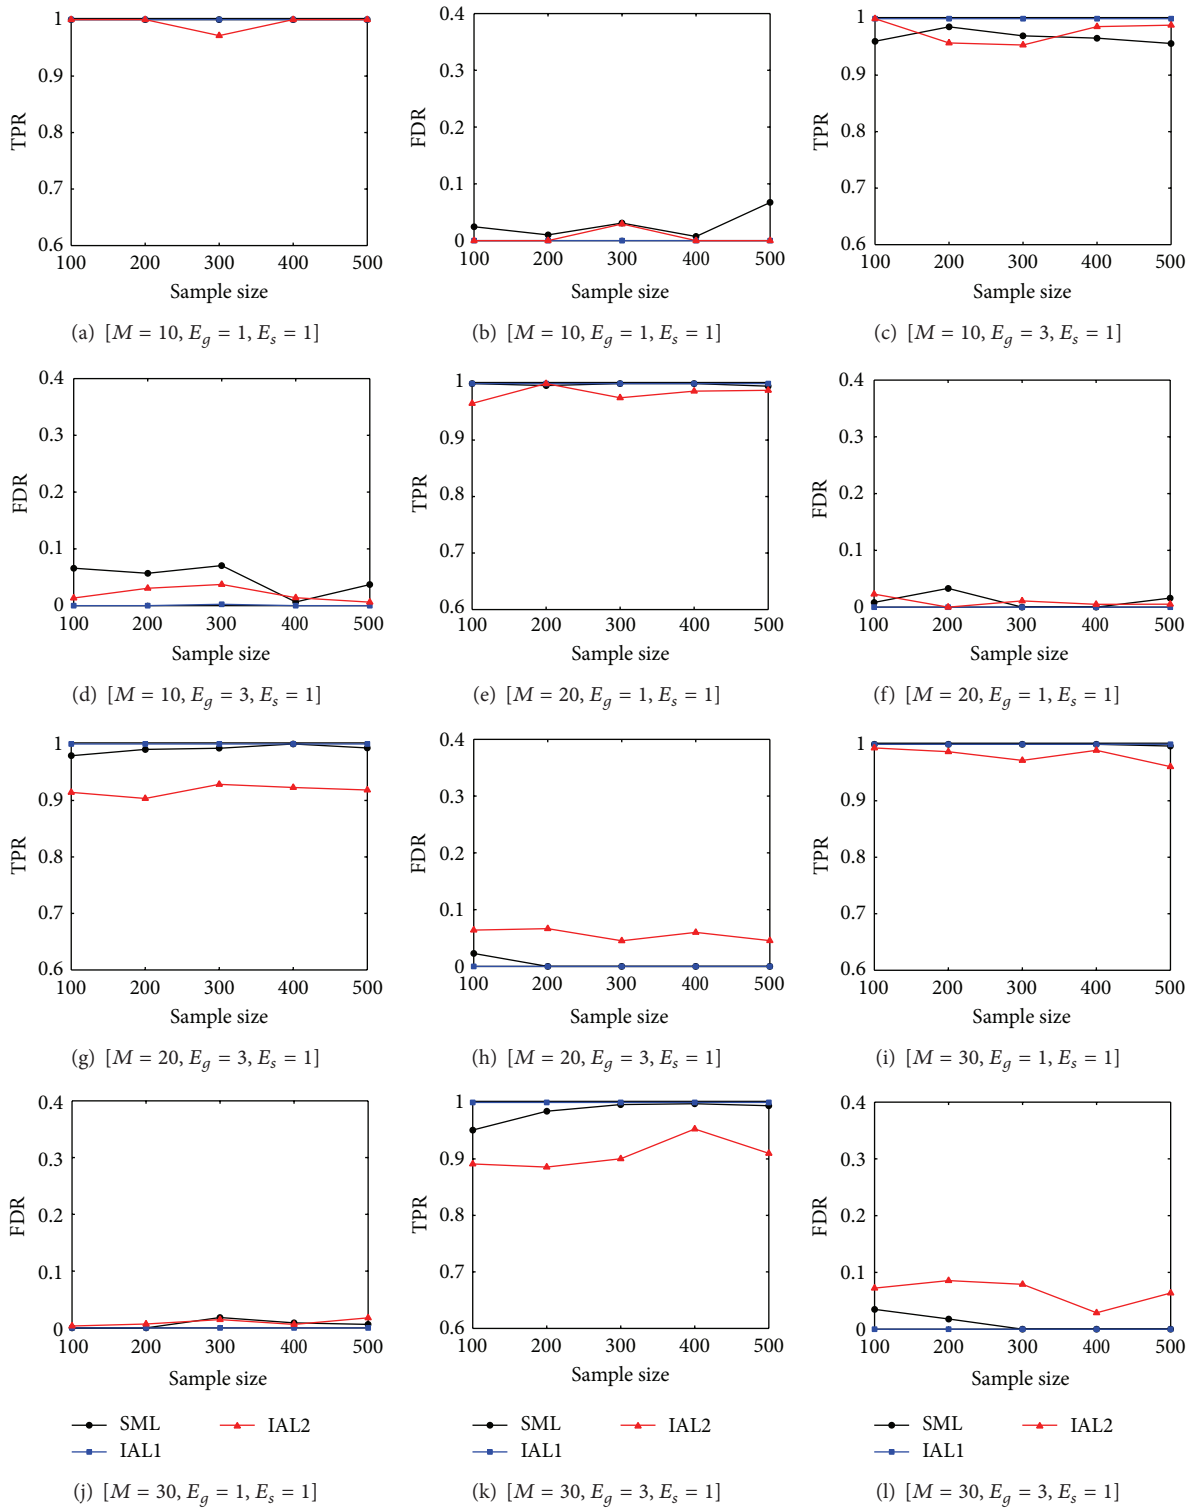 1
0.9
0.8
0.7
0.6
TPR
100 200 300 400 500
Sample size
(a) [M = 10, E_g = 1, E_s = 1]
0.4
0.3
0.2
0.1
0
FDR
100 200 300 400 500
Sample size
(b) [M = 10, E_g = 1, E_s = 1]
1
0.9
0.8
0.7
0.6
TPR
100 200 300 400 500
Sample size
(c) [M = 10, E_g = 3, E_s = 1]
0.4
0.3
0.2
0.1
0
FDR
100 200 300 400 500
Sample size
(d) [M = 10, E_g = 3, E_s = 1]
1
0.9
0.8
0.7
0.6
TPR
100 200 300 400 500
Sample size
(e) [M = 20, E_g = 1, E_s = 1]
0.4
0.3
0.2
0.1
0
FDR
100 200 300 400 500
Sample size
(f) [M = 20, E_g = 1, E_s = 1]
1
0.9
0.8
0.7
0.6
TPR
100 200 300 400 500
Sample size
(g) [M = 20, E_g = 3, E_s = 1]
0.4
0.3
0.2
0.1
0
FDR
100 200 300 400 500
Sample size
(h) [M = 20, E_g = 3, E_s = 1]
1
0.9
0.8
0.7
0.6
TPR
100 200 300 400 500
Sample size
(i) [M = 30, E_g = 1, E_s = 1]
0.4
0.3
0.2
0.1
0
FDR
100 200 300 400 500
Sample size
SML IAL2
IAL1
(j) [M = 30, E_g = 1, E_s = 1]
1
0.9
0.8
0.7
0.6
TPR
100 200 300 400 500
Sample size
SML IAL2
IAL1
(k) [M = 30, E_g = 3, E_s = 1]
0.4
0.3
0.2
0.1
0
FDR
100 200 300 400 500
Sample size
SML IAL2
IAL1
(l) [M = 30, E_g = 3, E_s = 1]